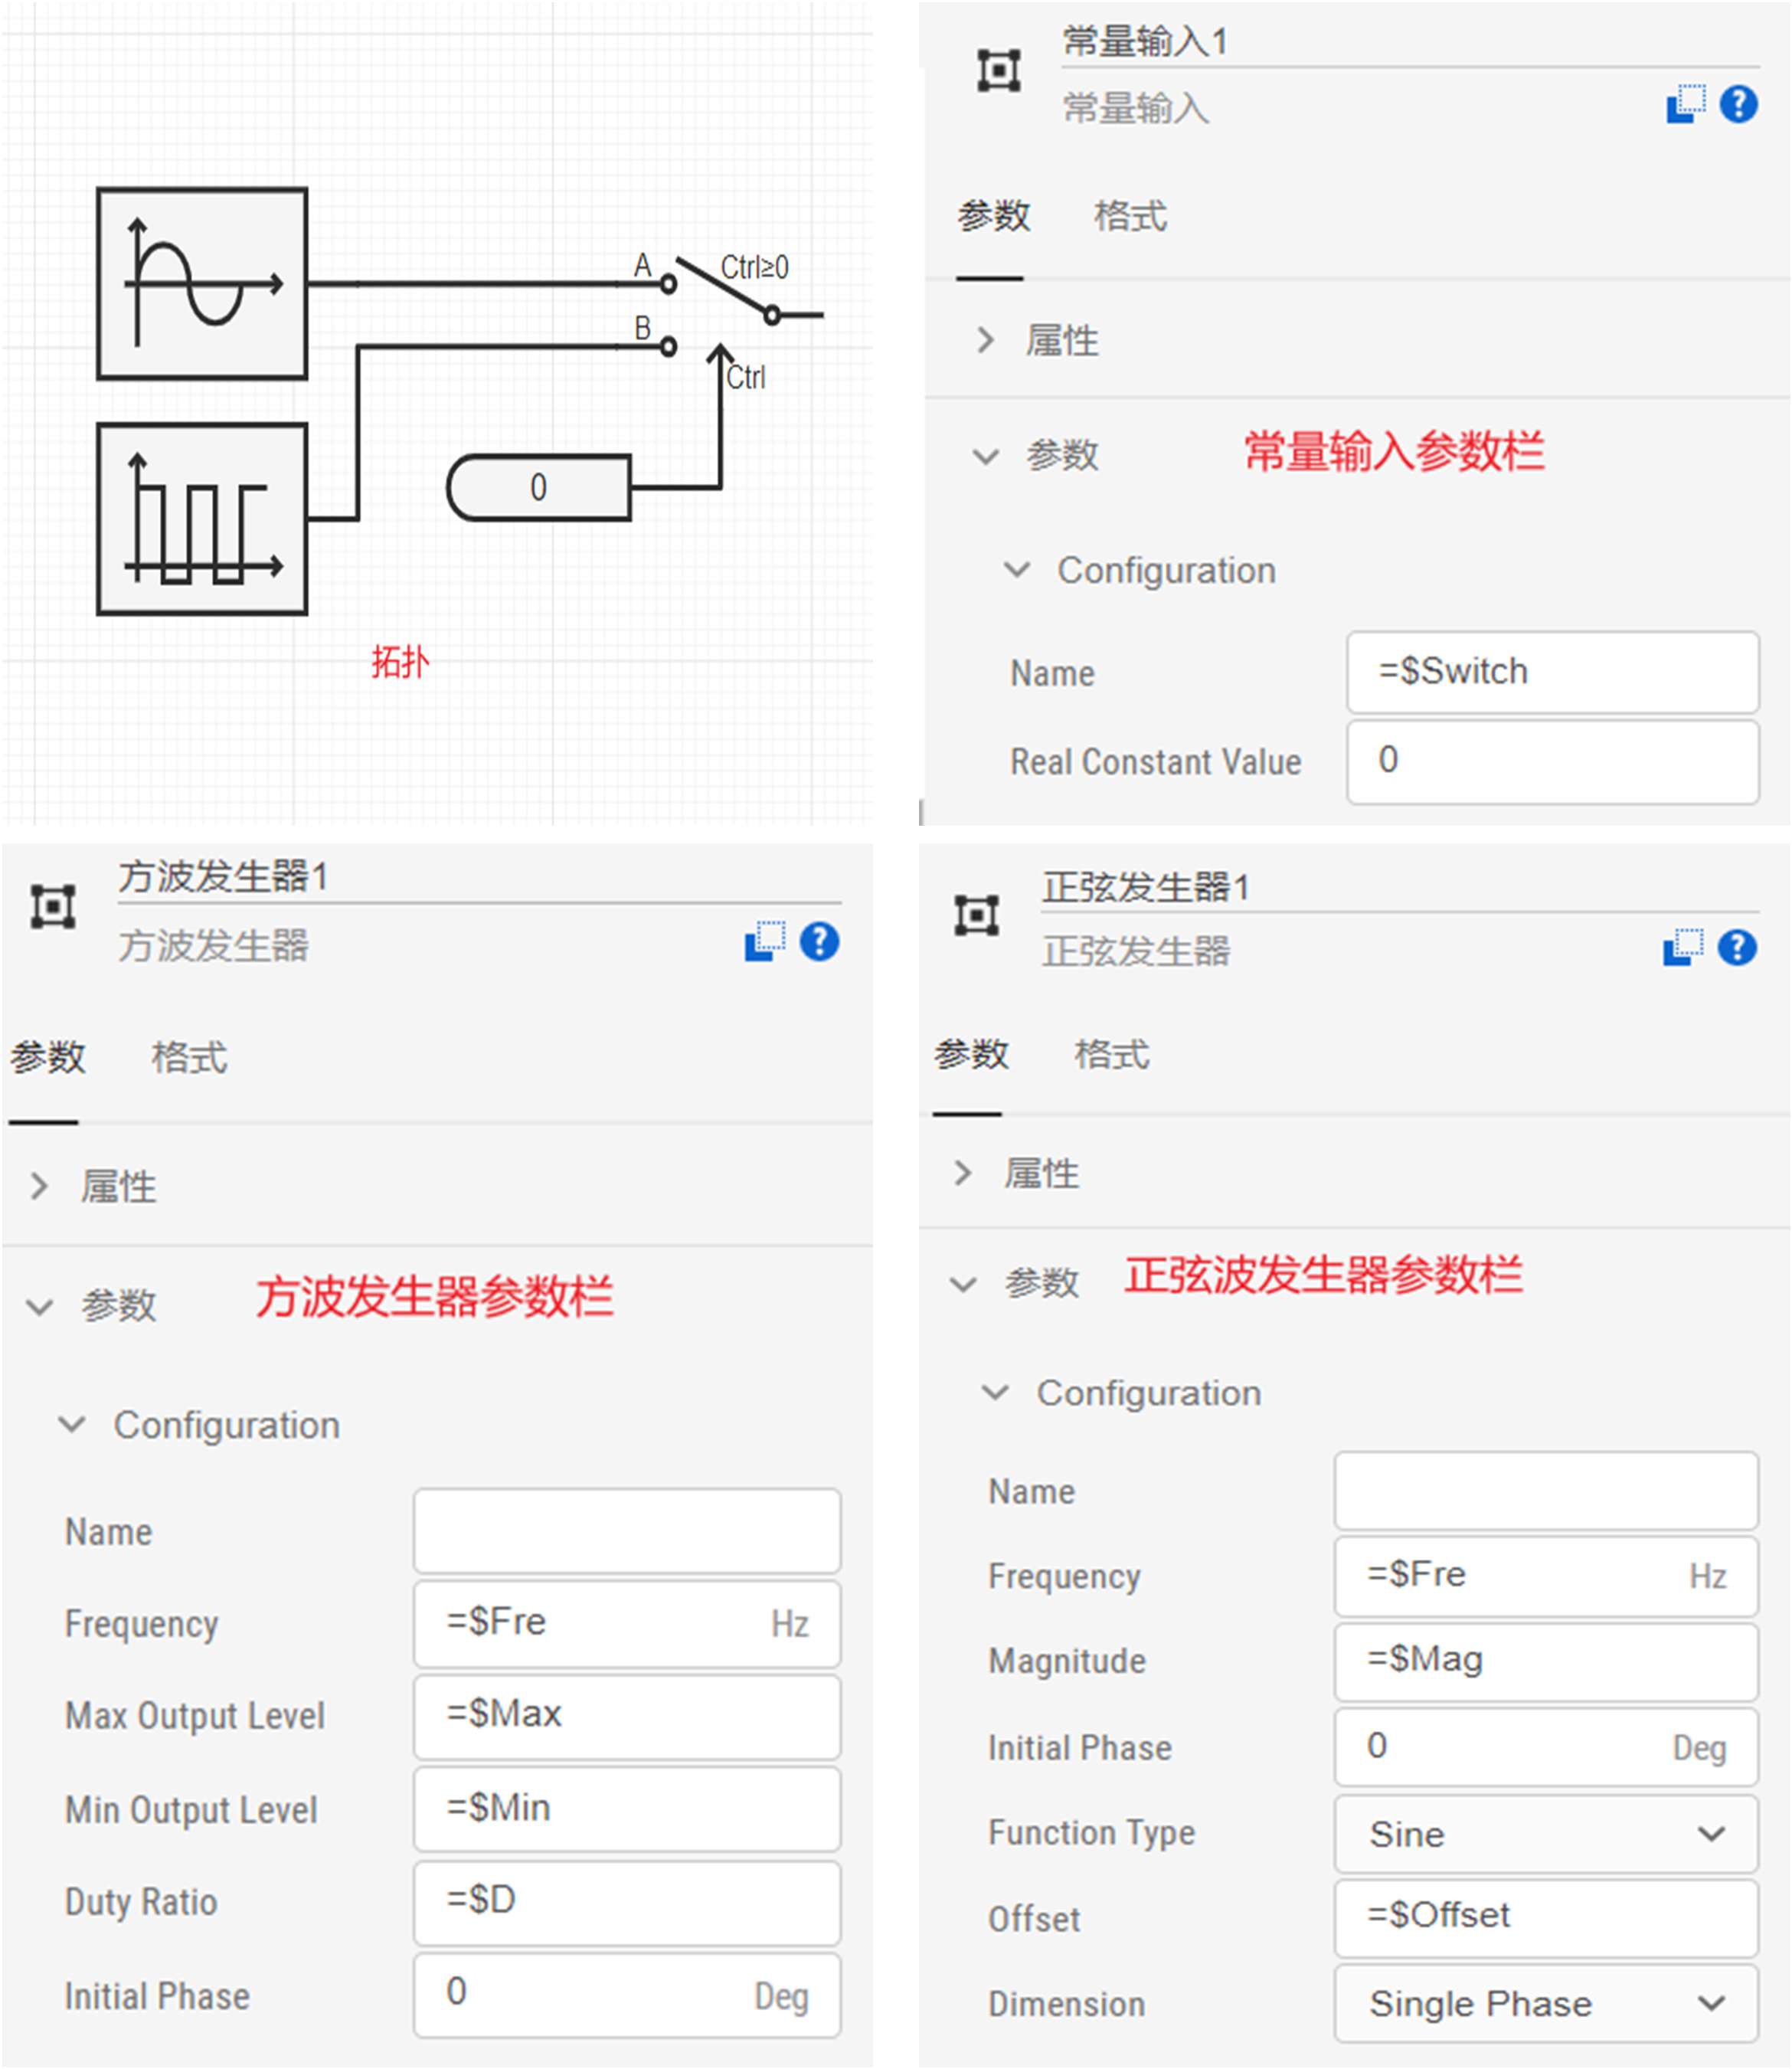 A
Ctrl≥0
B
Ctrl
0
拓扑
常量输入1
常量输入
?
参数 格式
属性
参数 常量输入参数栏
Configuration
Name =$Switch
Real Constant Value 0
方波发生器1
方波发生器
?
参数 格式
属性
参数 方波发生器参数栏
Configuration
Name
Frequency =$Fre Hz
Max Output Level =$Max
Min Output Level =$Min
Duty Ratio =$D
Initial Phase 0 Deg
正弦发生器1
正弦发生器
?
参数 格式
属性
参数 正弦波发生器参数栏
Configuration
Name
Frequency =$Fre Hz
Magnitude =$Mag
Initial Phase 0 Deg
Function Type Sine
Offset =$Offset
Dimension Single Phase